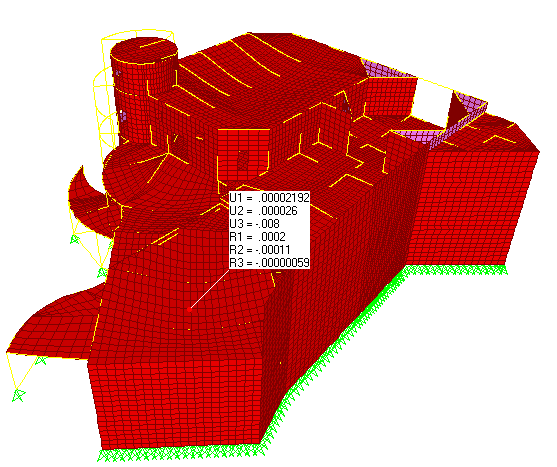 U1 = .00002192
U2 = .000026
U3 = -.008
R1 = .0002
R2 = -.00011
R3 = -.00000059